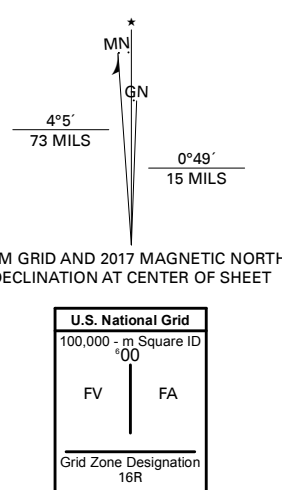 ★
MN
GN
4°5´
73 MILS
0°49´
15 MILS
M GRID AND 2017 MAGNETIC NORTH
DECLINATION AT CENTER OF SHEET
U.S. National Grid
100,000 - m Square ID
⁶00
FV FA
Grid Zone Designation
16R